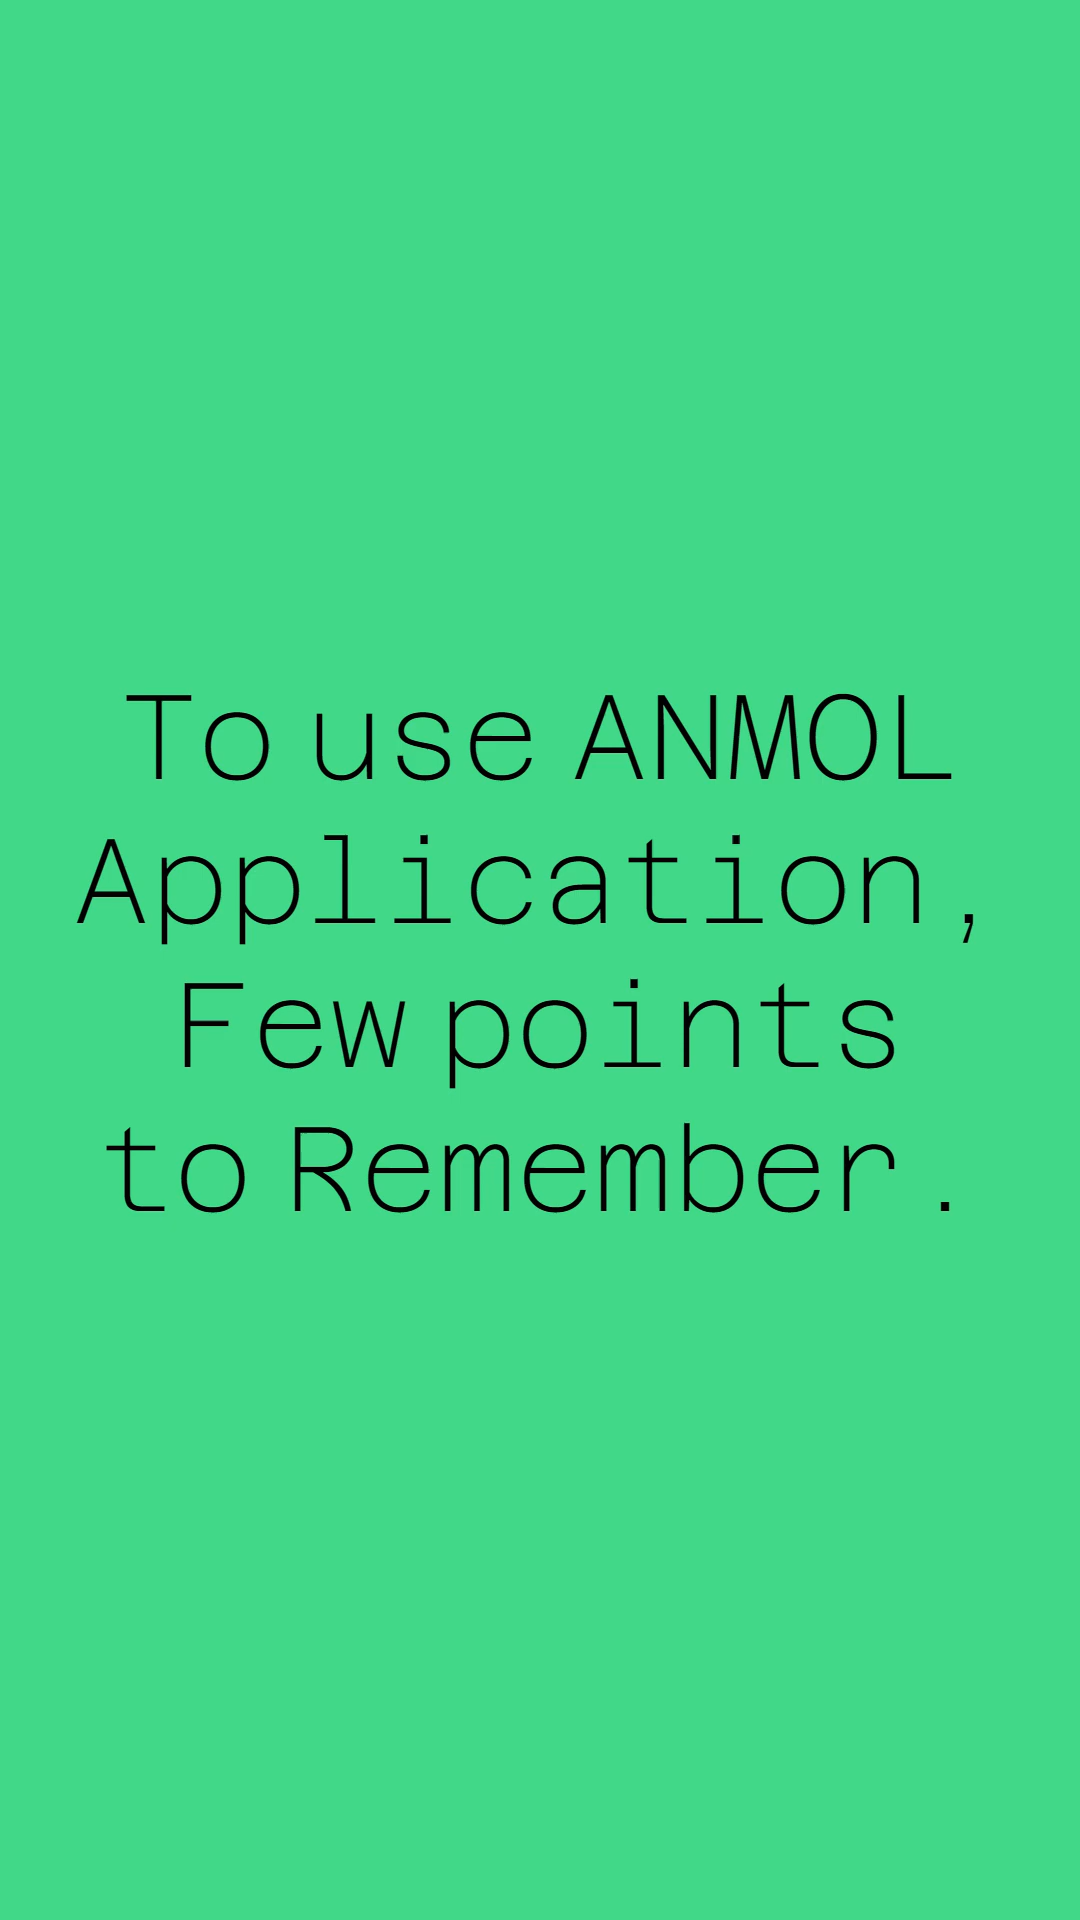 To use ANMOL
Application,
Few points
to Remember.